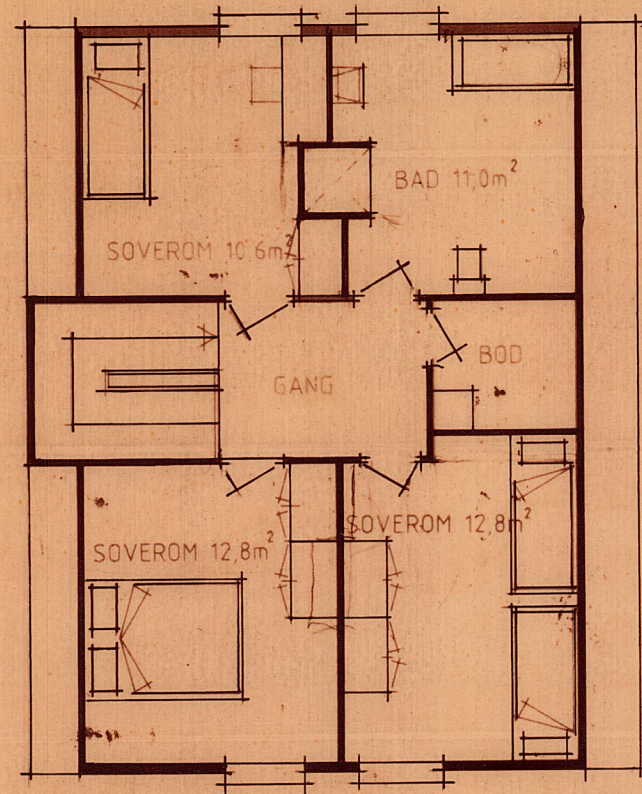 BAD 11,0m²
SOVEROM 10.6m²
BOD
GANG
SOVEROM 12,8m²
SOVEROM 12,8m²